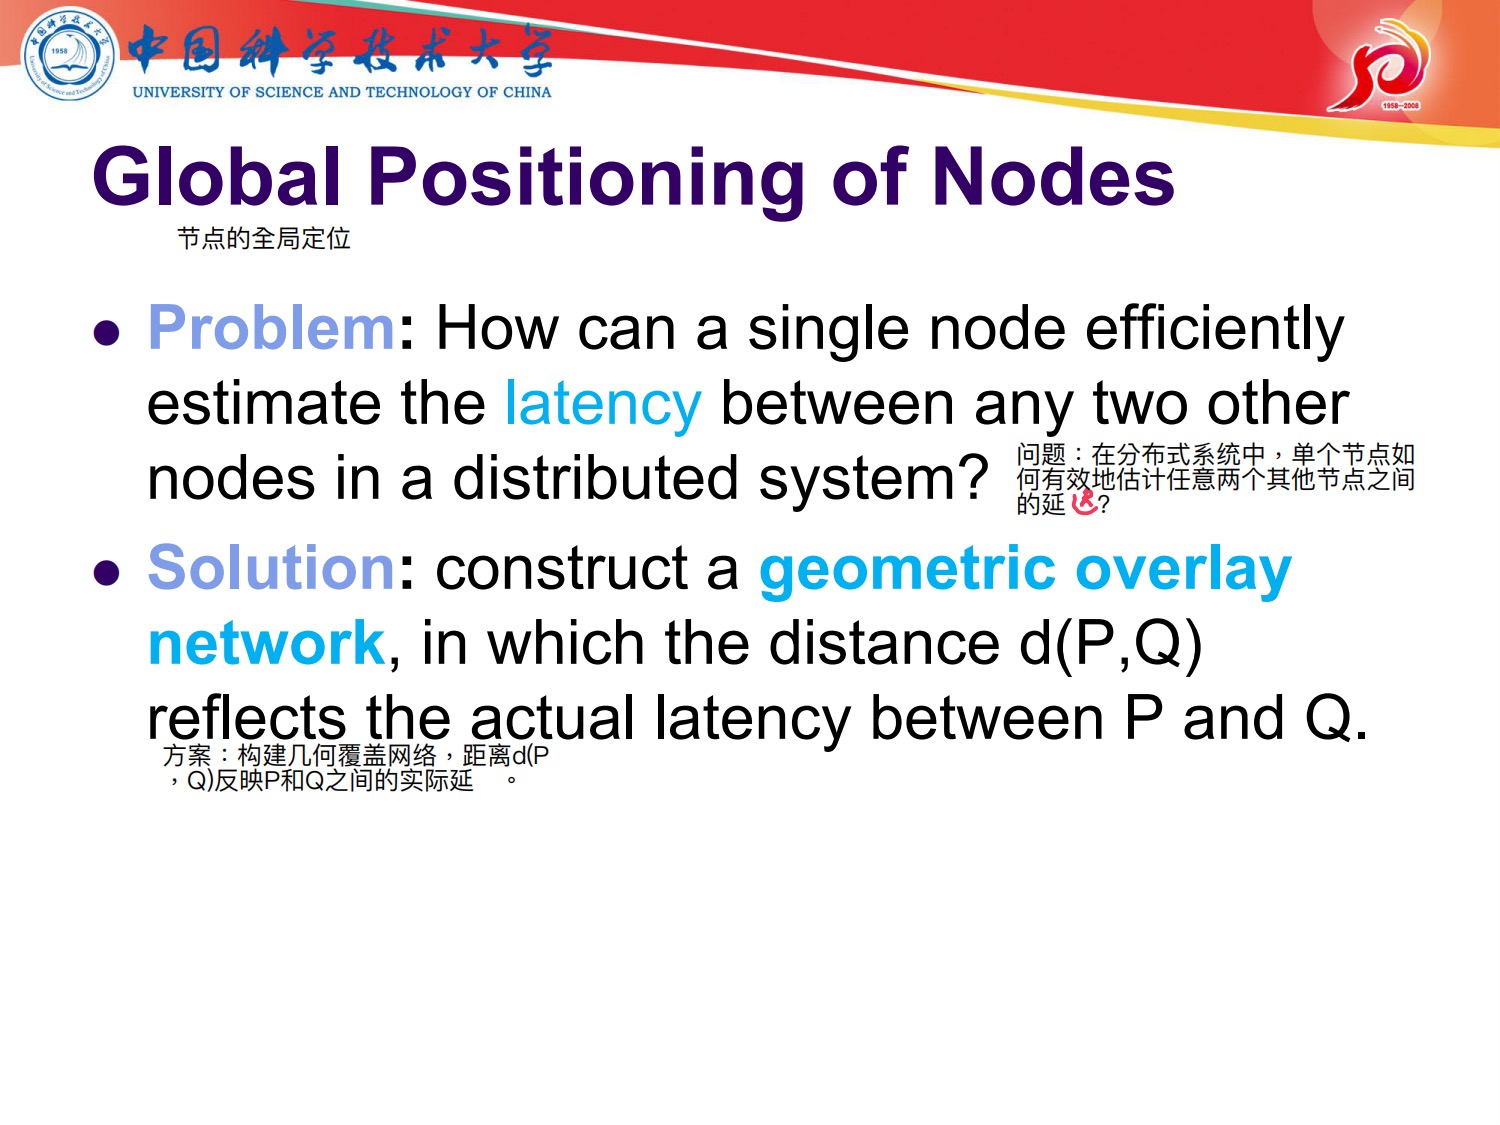 中国科学技术大学
UNIVERSITY OF SCIENCE AND TECHNOLOGY OF CHINA
1958
1958—2008
Global Positioning of Nodes
节点的全局定位
Problem: How can a single node efficiently
estimate the latency between any two other
nodes in a distributed system?
问题：在分布式系统中，单个节点如
何有效地估计任意两个其他节点之间
的延迟?
Solution: construct a geometric overlay
network, in which the distance d(P,Q)
reflects the actual latency between P and Q.
方案：构建几何覆盖网络，距离d(P
，Q)反映P和Q之间的实际延 。